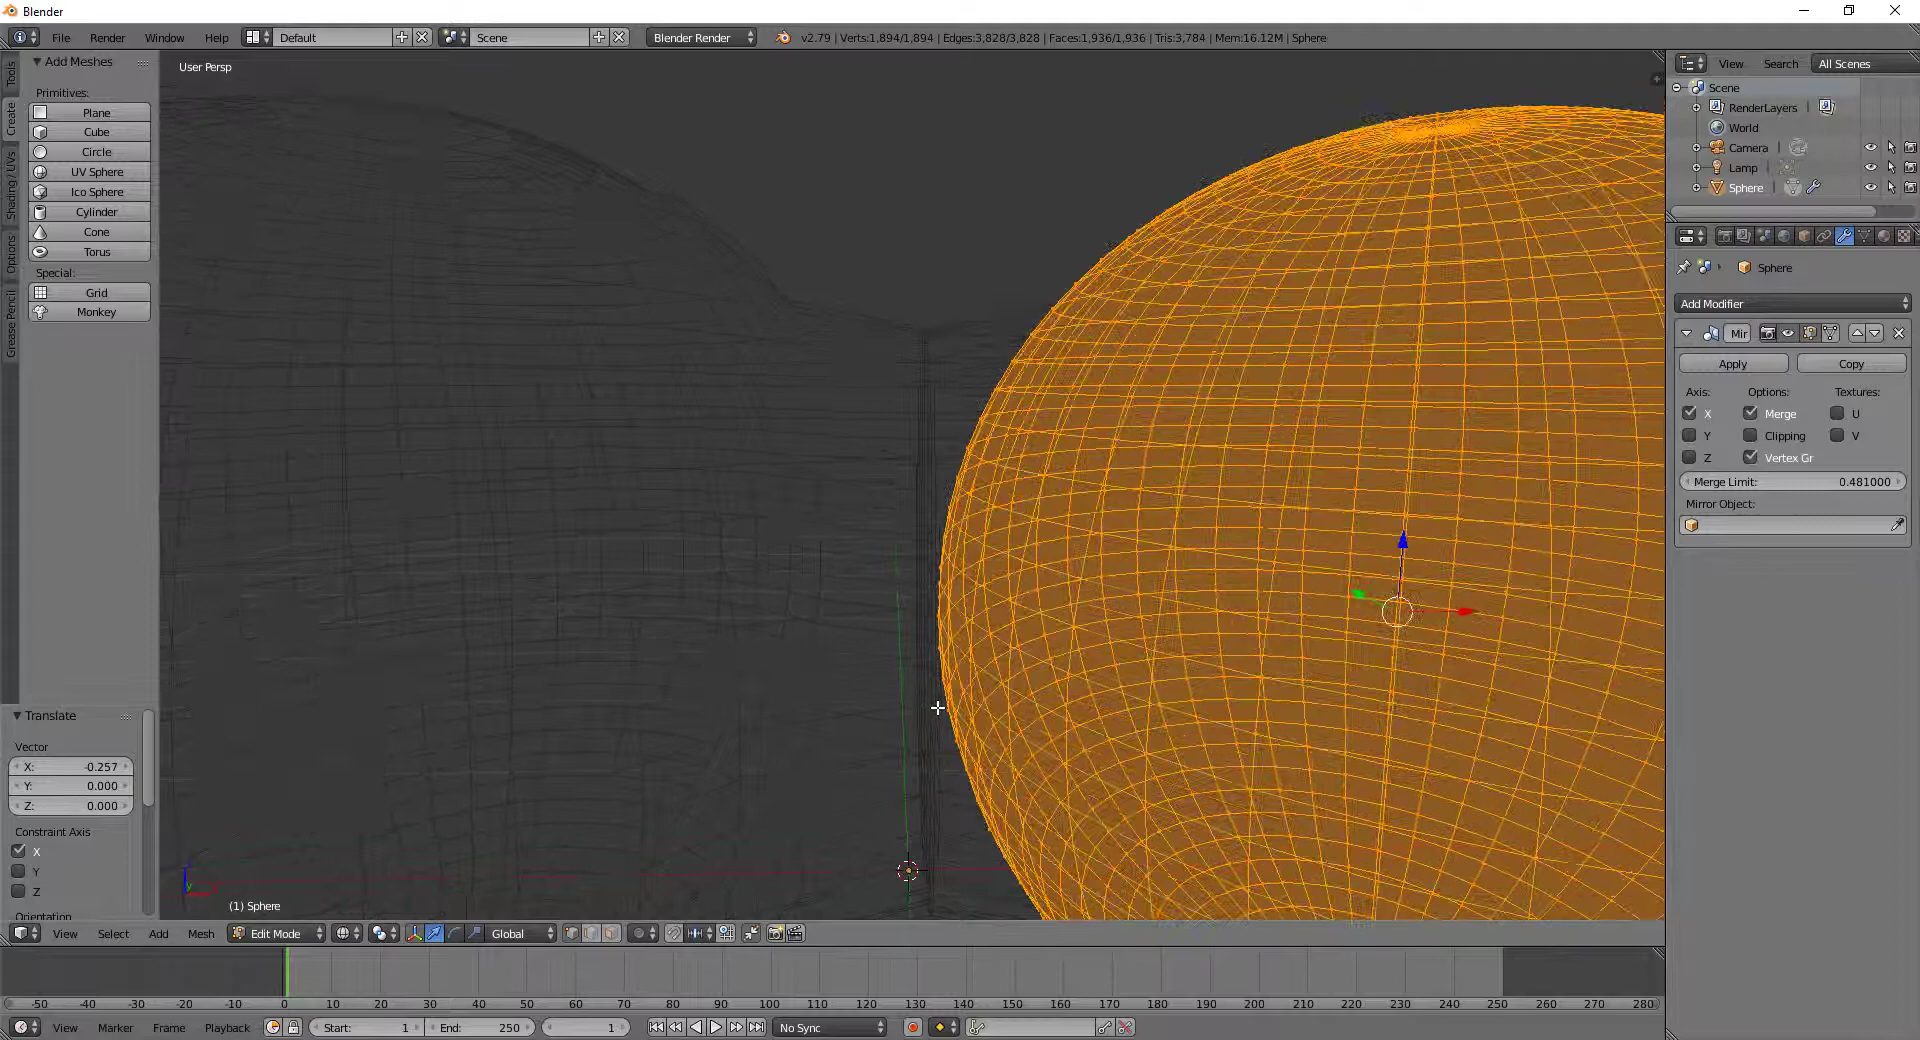 Blender
File Render Window Help Default Scene Blender Render v2.79 | Verts:1,894/1,894 | Edges:3,828/3,828 | Faces:1,936/1,936 | Tris:3,784 | Mem:16.12M | Sphere
Tools
Create
Shading / UVs
Options
Grease Pencil
Add Meshes
Primitives:
Plane
Cube
Circle
UV Sphere
Ico Sphere
Cylinder
Cone
Torus
Special:
Grid
Monkey
Translate
Vector
X: -0.257
Y: 0.000
Z: 0.000
Constraint Axis
X
Y
Z
Orientation
User Persp
(1) Sphere
View Search All Scenes
Scene
RenderLayers
World
Camera
Lamp
Sphere
Sphere
Add Modifier
Mir
Apply Copy
Axis: Options: Textures:
X Merge U
Y Clipping V
Z Vertex Gr
Merge Limit: 0.481000
Mirror Object:
View Select Add Mesh Edit Mode Global
-50 -40 -30 -20 -10 0 10 20 30 40 50 60 70 80 90 100 110 120 130 140 150 160 170 180 190 200 210 220 230 240 250 260 270 280
View Marker Frame Playback Start: 1 End: 250 1 No Sync